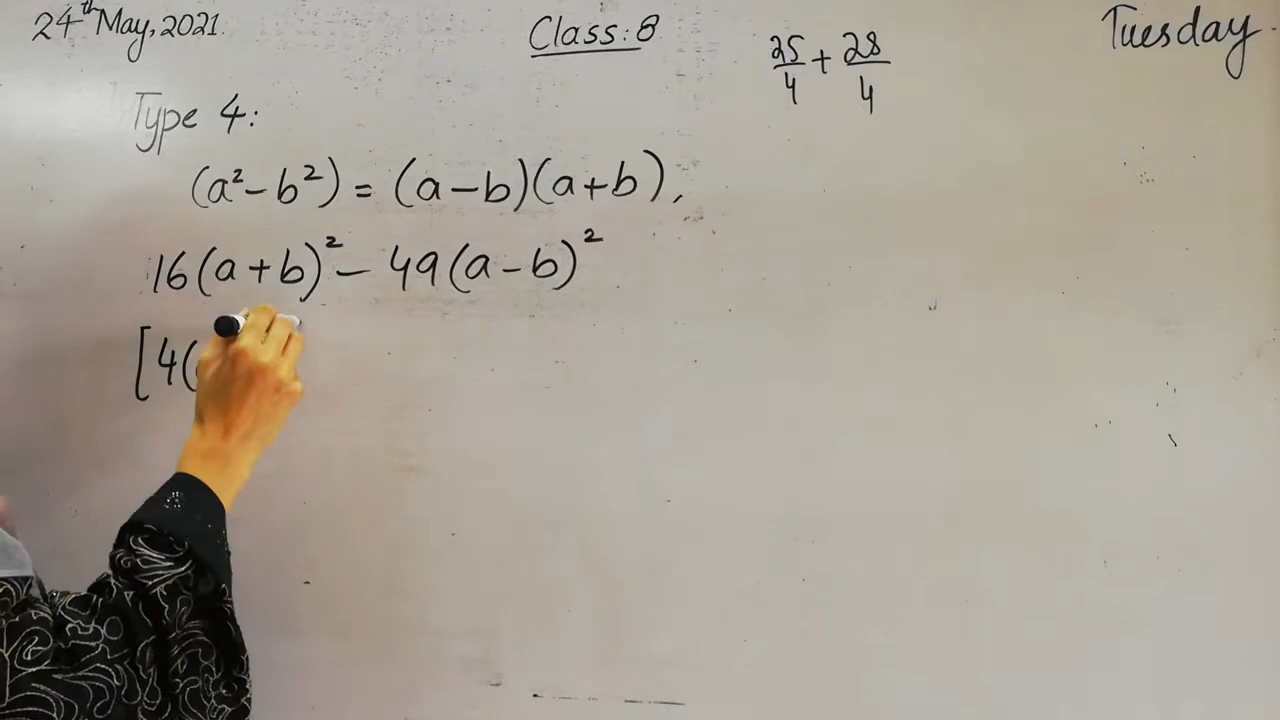 24th May, 2021.
Class: 8
25/4 + 28/4
Tuesday
Type 4:
(a² - b²) = (a - b)(a + b),
16(a + b)² - 49(a - b)²
[4(